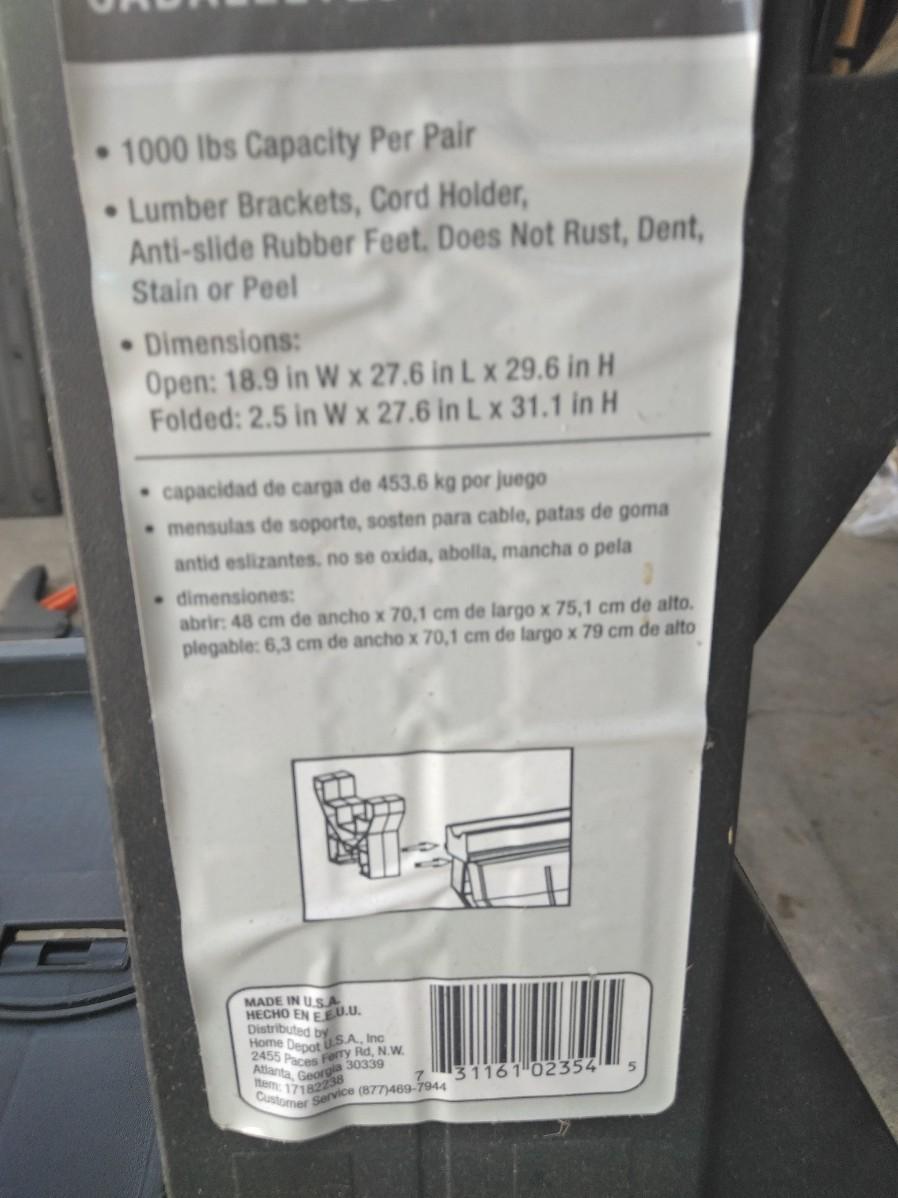 • 1000 lbs Capacity Per Pair
• Lumber Brackets, Cord Holder,
Anti-slide Rubber Feet. Does Not Rust, Dent,
Stain or Peel
• Dimensions:
Open: 18.9 in W x 27.6 in L x 29.6 in H
Folded: 2.5 in W x 27.6 in L x 31.1 in H
• capacidad de carga de 453.6 kg por juego
• mensulas de soporte, sosten para cable, patas de goma
antid eslizantes. no se oxida, abolla, mancha o pela
• dimensiones:
abrir: 48 cm de ancho x 70,1 cm de largo x 75,1 cm de alto.
plegable: 6,3 cm de ancho x 70,1 cm de largo x 79 cm de alto
MADE IN U.S.A.
HECHO EN E.E.U.U.
Distributed by
Home Depot U.S.A., Inc
2455 Paces Ferry Rd, N.W.
Atlanta, Georgia 30339
Item: 17182238
Customer Service (877)469-7944
7 31161 02354 5